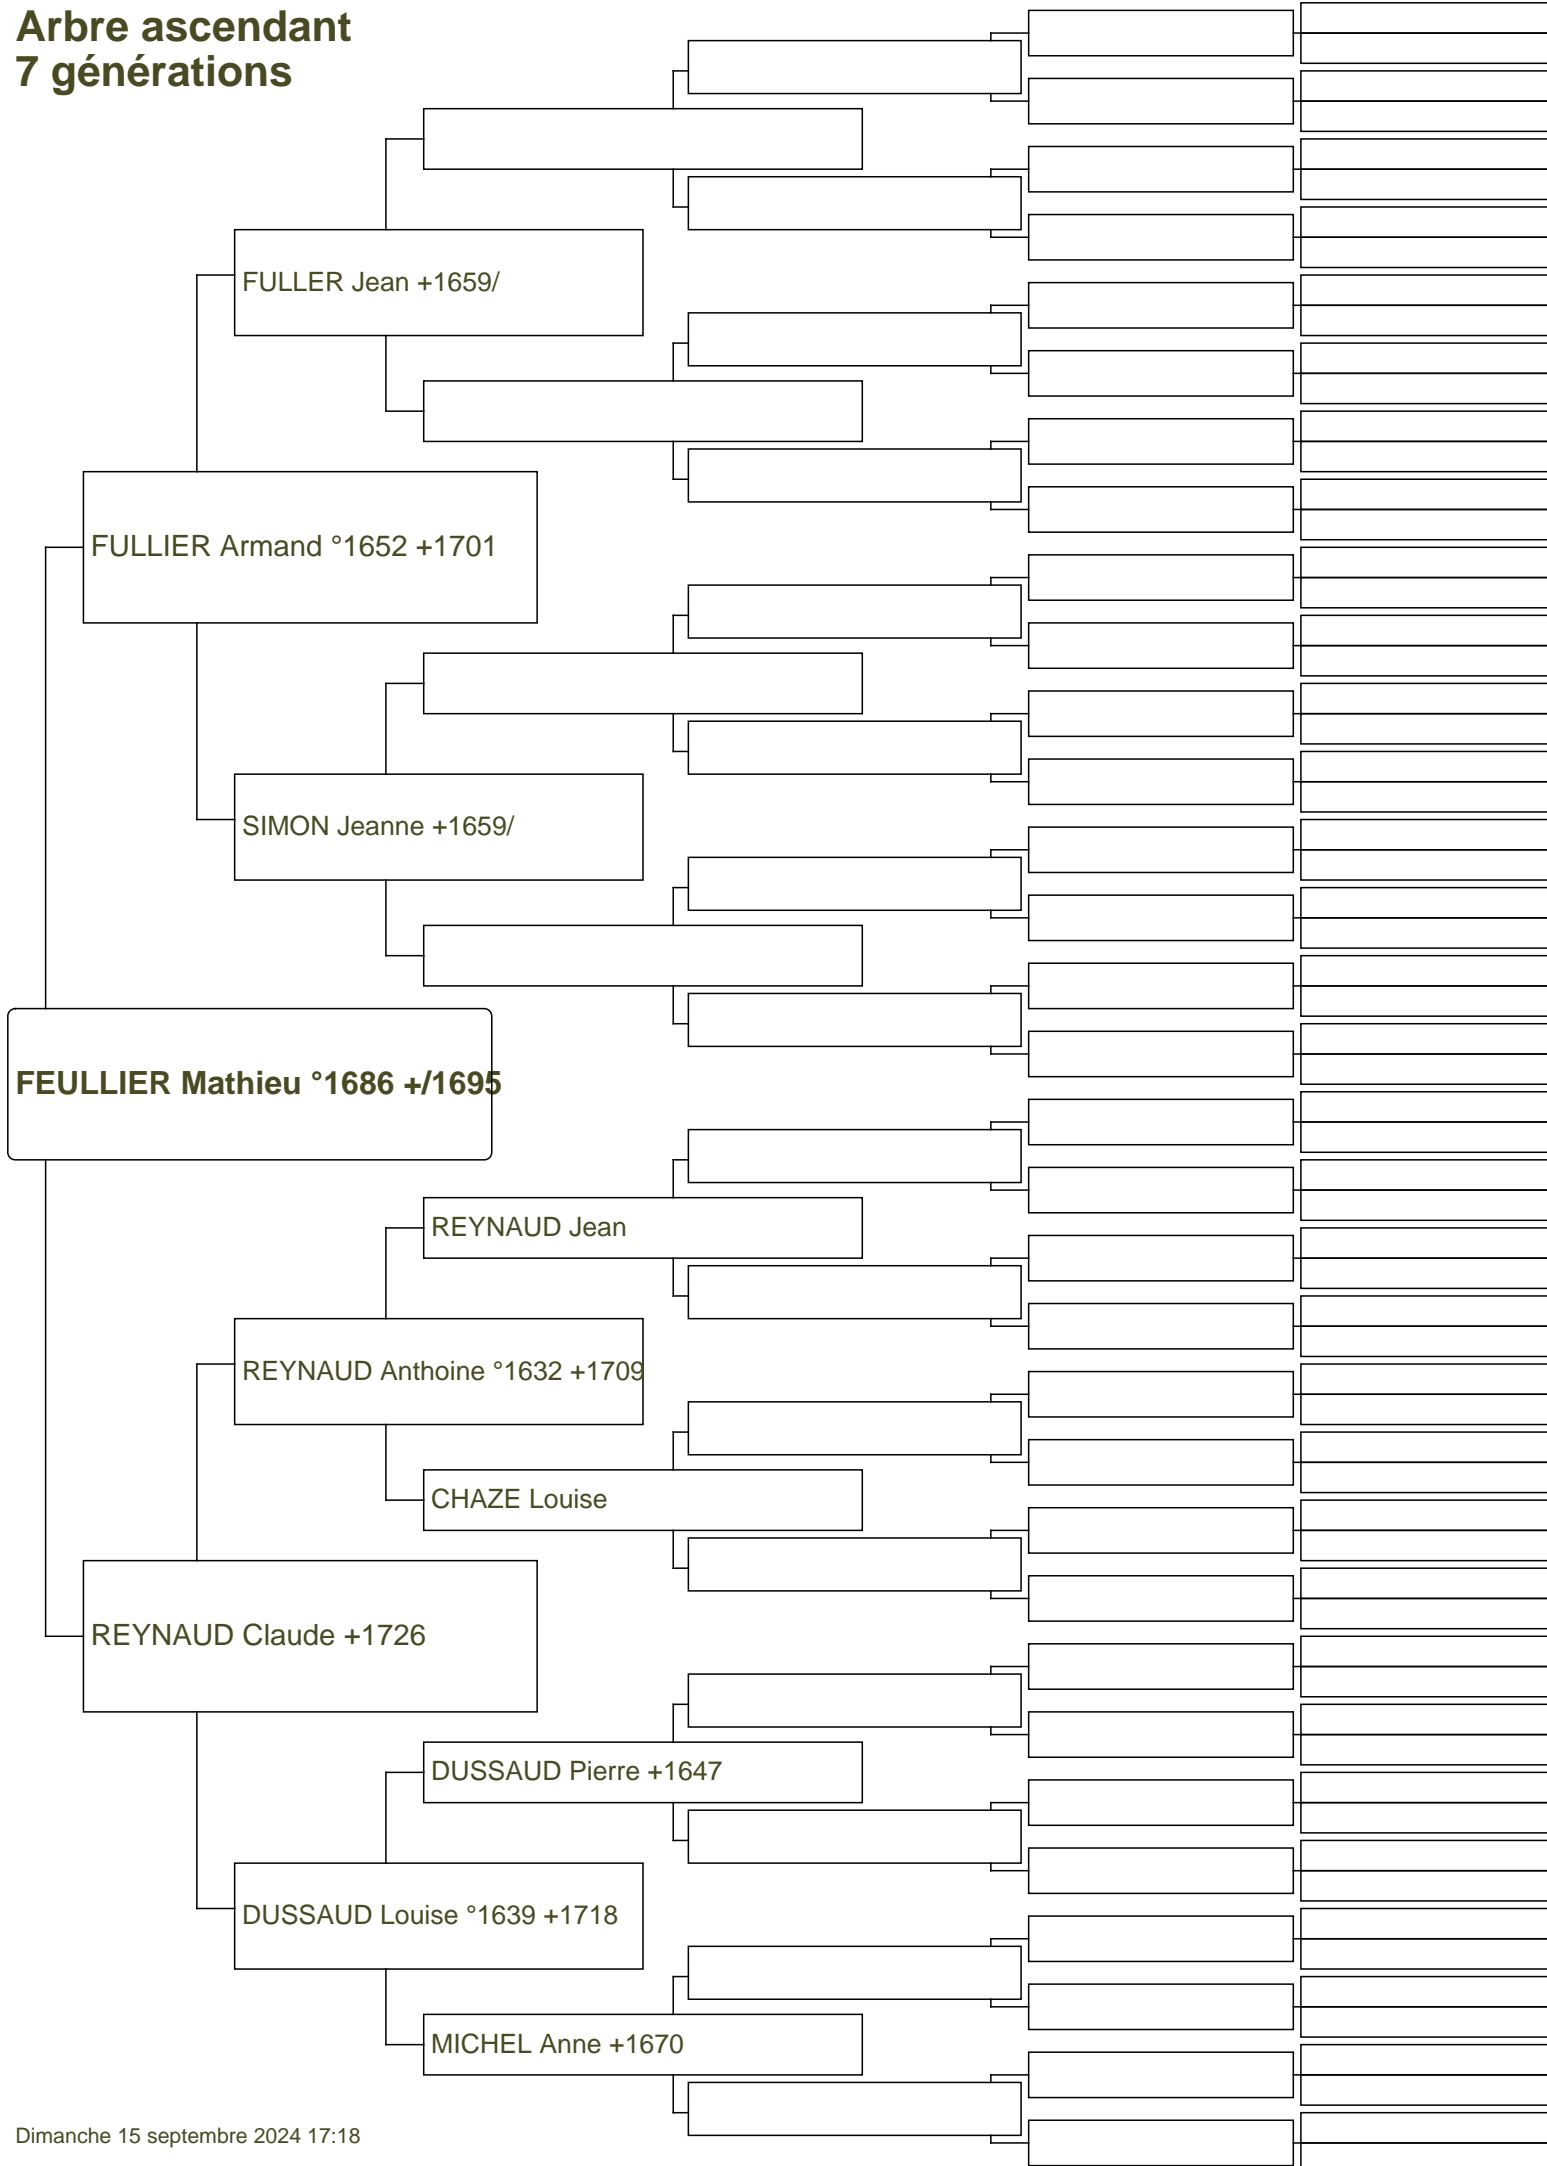 Arbre ascendant
7 générations
FULLER Jean +1659/
FULLIER Armand °1652 +1701
SIMON Jeanne +1659/
FEULLIER Mathieu °1686 +/1695
REYNAUD Jean
REYNAUD Anthoine °1632 +1709
CHAZE Louise
REYNAUD Claude +1726
DUSSAUD Pierre +1647
DUSSAUD Louise °1639 +1718
MICHEL Anne +1670
Dimanche 15 septembre 2024 17:18